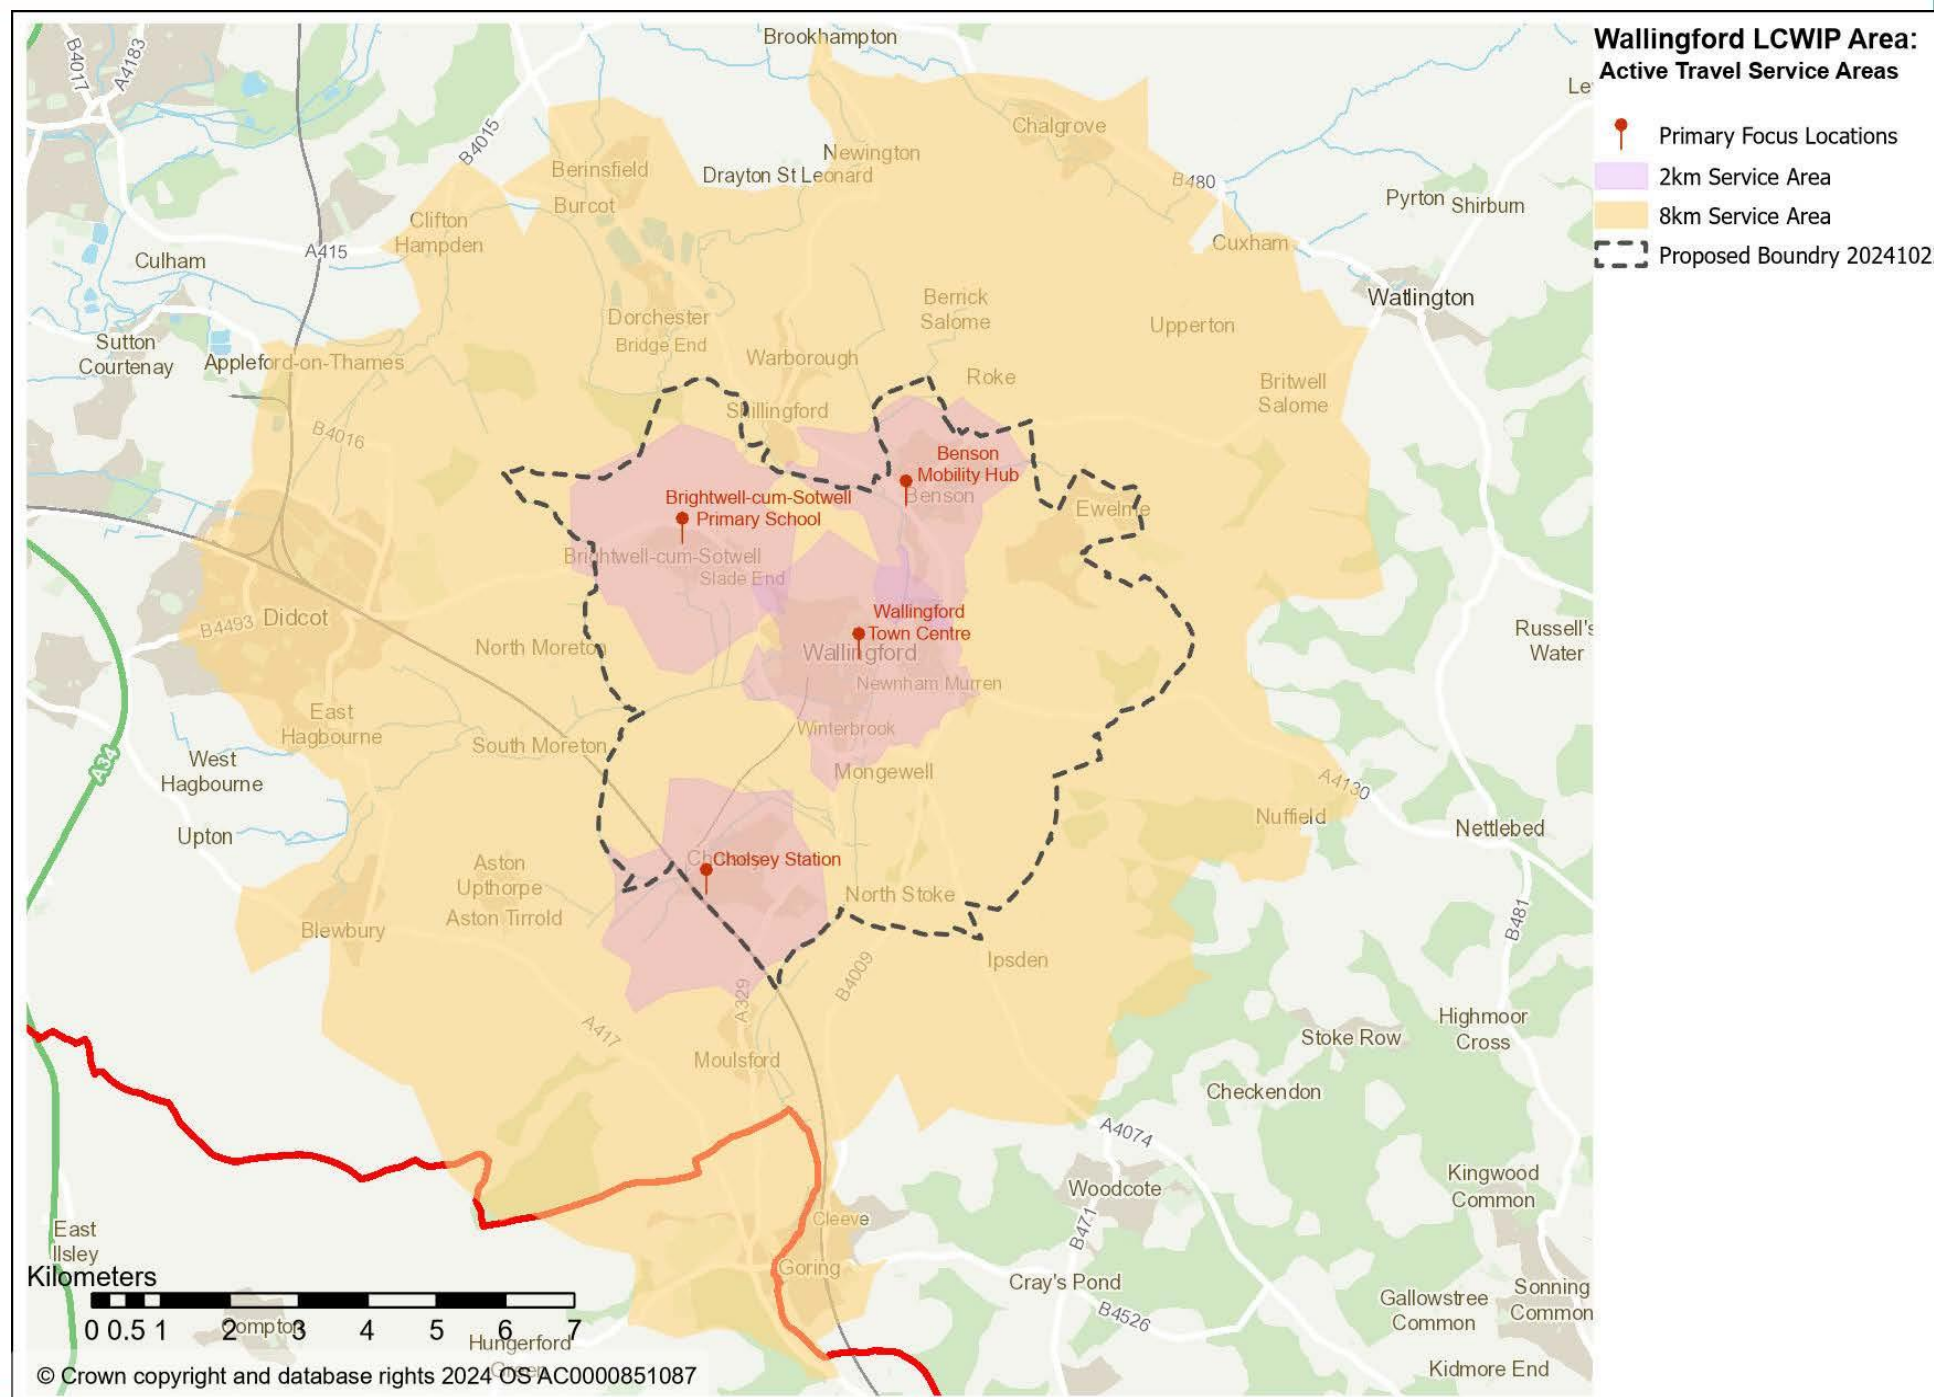 Wallingford LCWIP Area:
Active Travel Service Areas
Primary Focus Locations
2km Service Area
8km Service Area
Proposed Boundry 2024102
B4017
A4183
Brookhampton
Le
B4015
Chalgrove
Newington
Berinsfield
Drayton St Leonard
B480
Burcot
Pyrton
Shirburn
Clifton
Hampden
A415
Culham
Cuxham
Watlington
Berrick
Salome
Dorchester
Upperton
Bridge End
Sutton
Courtenay
Appleford-on-Thames
Warborough
Roke
Britwell
Salome
Shillingford
B4016
Benson
Mobility Hub
Benson
Brightwell-cum-Sotwell
Primary School
Ewelme
Brightwell-cum-Sotwell
Slade End
B4493
Didcot
Wallingford
Town Centre
Wallingford
North Moreton
Newnham Murren
Russell's
Water
East
Hagbourne
South Moreton
Winterbrook
A34
West
Hagbourne
Mongewell
A4130
Nuffield
Nettlebed
Upton
Cholsey Station
Aston
Upthorpe
Aston Tirrold
North Stoke
B481
Blewbury
Ipsden
B4009
A329
A417
Highmoor
Cross
Stoke Row
Moulsford
Checkendon
A4074
Kingwood
Common
Woodcote
B471
Cleeve
East
Ilsley
Goring
Cray's Pond
B4526
Gallowstree
Common
Sonning
Common
Kidmore End
Kilometers
0 0.5 1 2 3 4 5 6 7
Compton
Hungerford
Green
© Crown copyright and database rights 2024 OS AC0000851087